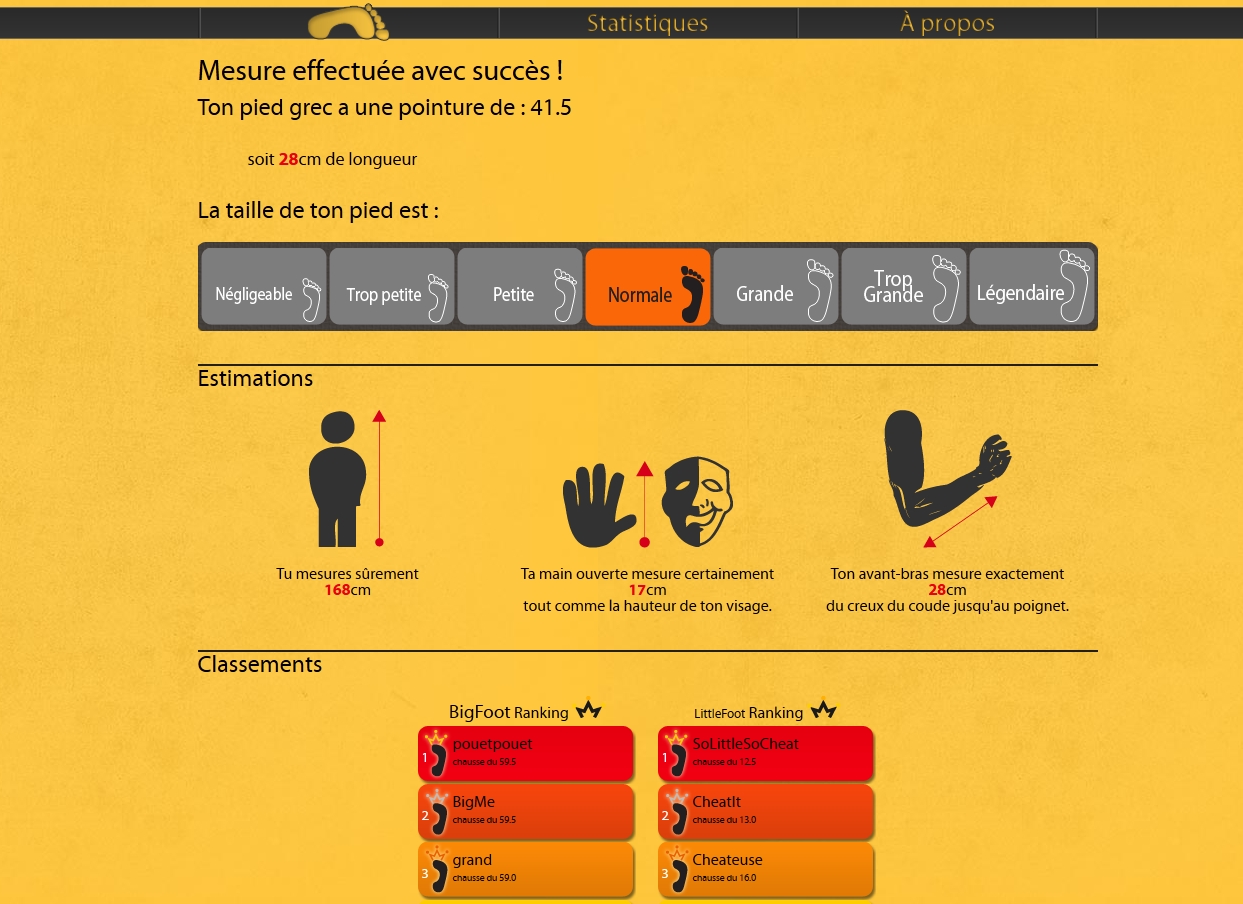 Statistiques
À propos
Mesure effectuée avec succès !
Ton pied grec a une pointure de : 41.5
soit 28cm de longueur
La taille de ton pied est :
Négligeable
Trop petite
Petite
Normale
Grande
Trop
Grande
Légendaire
Estimations
Tu mesures sûrement
168cm
Ta main ouverte mesure certainement
17cm
tout comme la hauteur de ton visage.
Ton avant-bras mesure exactement
28cm
du creux du coude jusqu'au poignet.
Classements
BigFoot Ranking
1
pouetpouet
chausse du 59.5
2
BigMe
chausse du 59.5
3
grand
chausse du 59.0
LittleFoot Ranking
1
SoLittleSoCheat
chausse du 12.5
2
CheatIt
chausse du 13.0
3
Cheateuse
chausse du 16.0